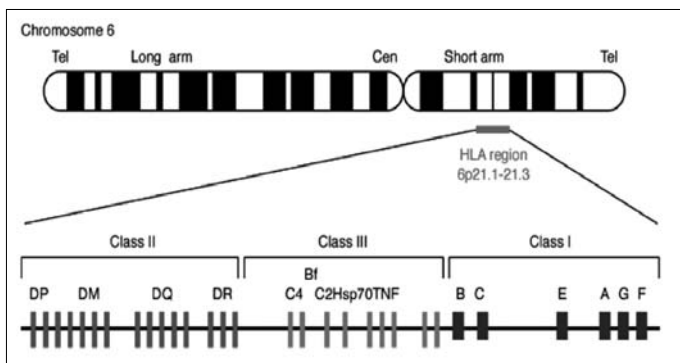 Chromosome 6
Tel Long arm Cen Short arm Tel
HLA region
6p21.1-21.3
Class II Class III Class I
Bf
DP DM DQ DR C4 C2Hsp70TNF B C E A G F